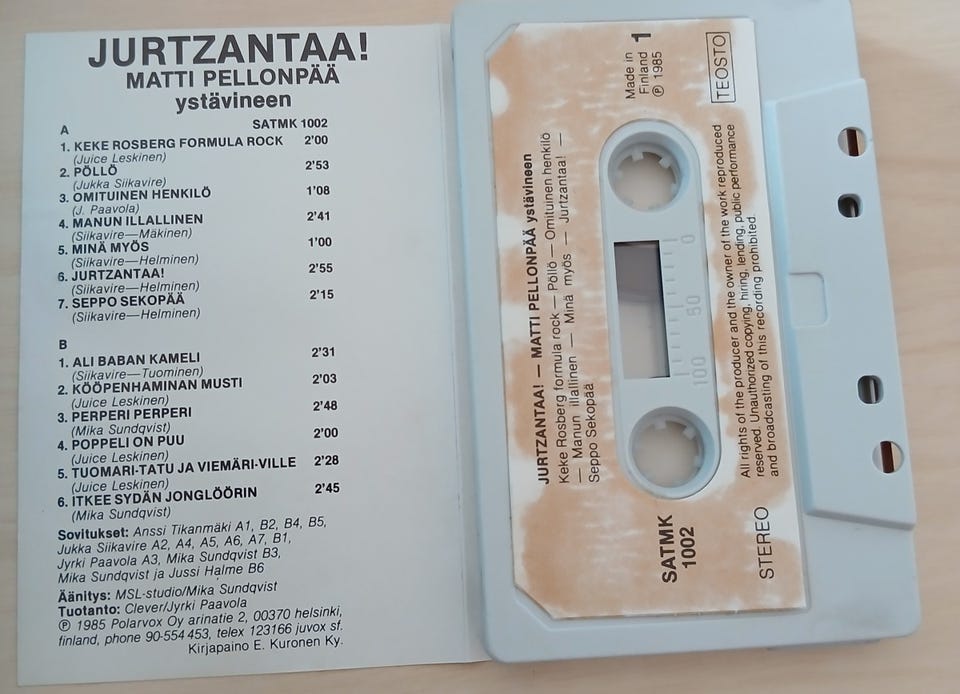 JURTZANTAA!
MATTI PELLONPÄÄ
ystävineen
SATMK 1002
A
1. KEKE ROSBERG FORMULA ROCK 2'00
(Juice Leskinen)
2. PÖLLÖ 2'53
(Jukka Siikavire)
3. OMITUINEN HENKILÖ 1'08
(J. Paavola)
4. MANUN ILLALLINEN 2'41
(Siikavire—Mäkinen)
5. MINÄ MYÖS 1'00
(Siikavire—Helminen)
6. JURTZANTAA! 2'55
(Siikavire—Helminen)
7. SEPPO SEKOPÄÄ 2'15
(Siikavire—Helminen)
B
1. ALI BABAN KAMELI 2'31
(Siikavire—Tuominen)
2. KÖÖPENHAMINAN MUSTI 2'03
(Juice Leskinen)
3. PERPERI PERPERI 2'48
(Mika Sundqvist)
4. POPPELI ON PUU 2'00
(Juice Leskinen)
5. TUOMARI-TATU JA VIEMÄRI-VILLE 2'28
(Juice Leskinen)
6. ITKEE SYDÄN JONGLÖÖRIN 2'45
(Mika Sundqvist)
Sovitukset: Anssi Tikanmäki A1, B2, B4, B5,
Jukka Siikavire A2, A4, A5, A6, A7, B1,
Jyrki Paavola A3, Mika Sundqvist B3,
Mika Sundqvist ja Jussi Halme B6
Äänitys: MSL-studio/Mika Sundqvist
Tuotanto: Clever/Jyrki Paavola
℗ 1985 Polarvox Oy arinatie 2, 00370 helsinki,
finland, phone 90-554 453, telex 123166 juvox sf.
Kirjapaino E. Kuronen Ky.
Made in
Finland
℗ 1985
1
TEOSTO
JURTZANTAA! — MATTI PELLONPÄÄ ystävineen
Keke Rosberg formula rock — Pöllö — Omituinen henkilö
— Manun illallinen — Minä myös — Jurtzantaa! —
Seppo Sekopää
0
50
100
All rights of the producer and the owner of the work reproduced
reserved. Unauthorized copying, hiring, lending, public performance
and broadcasting of this recording prohibited.
SATMK
1002
STEREO